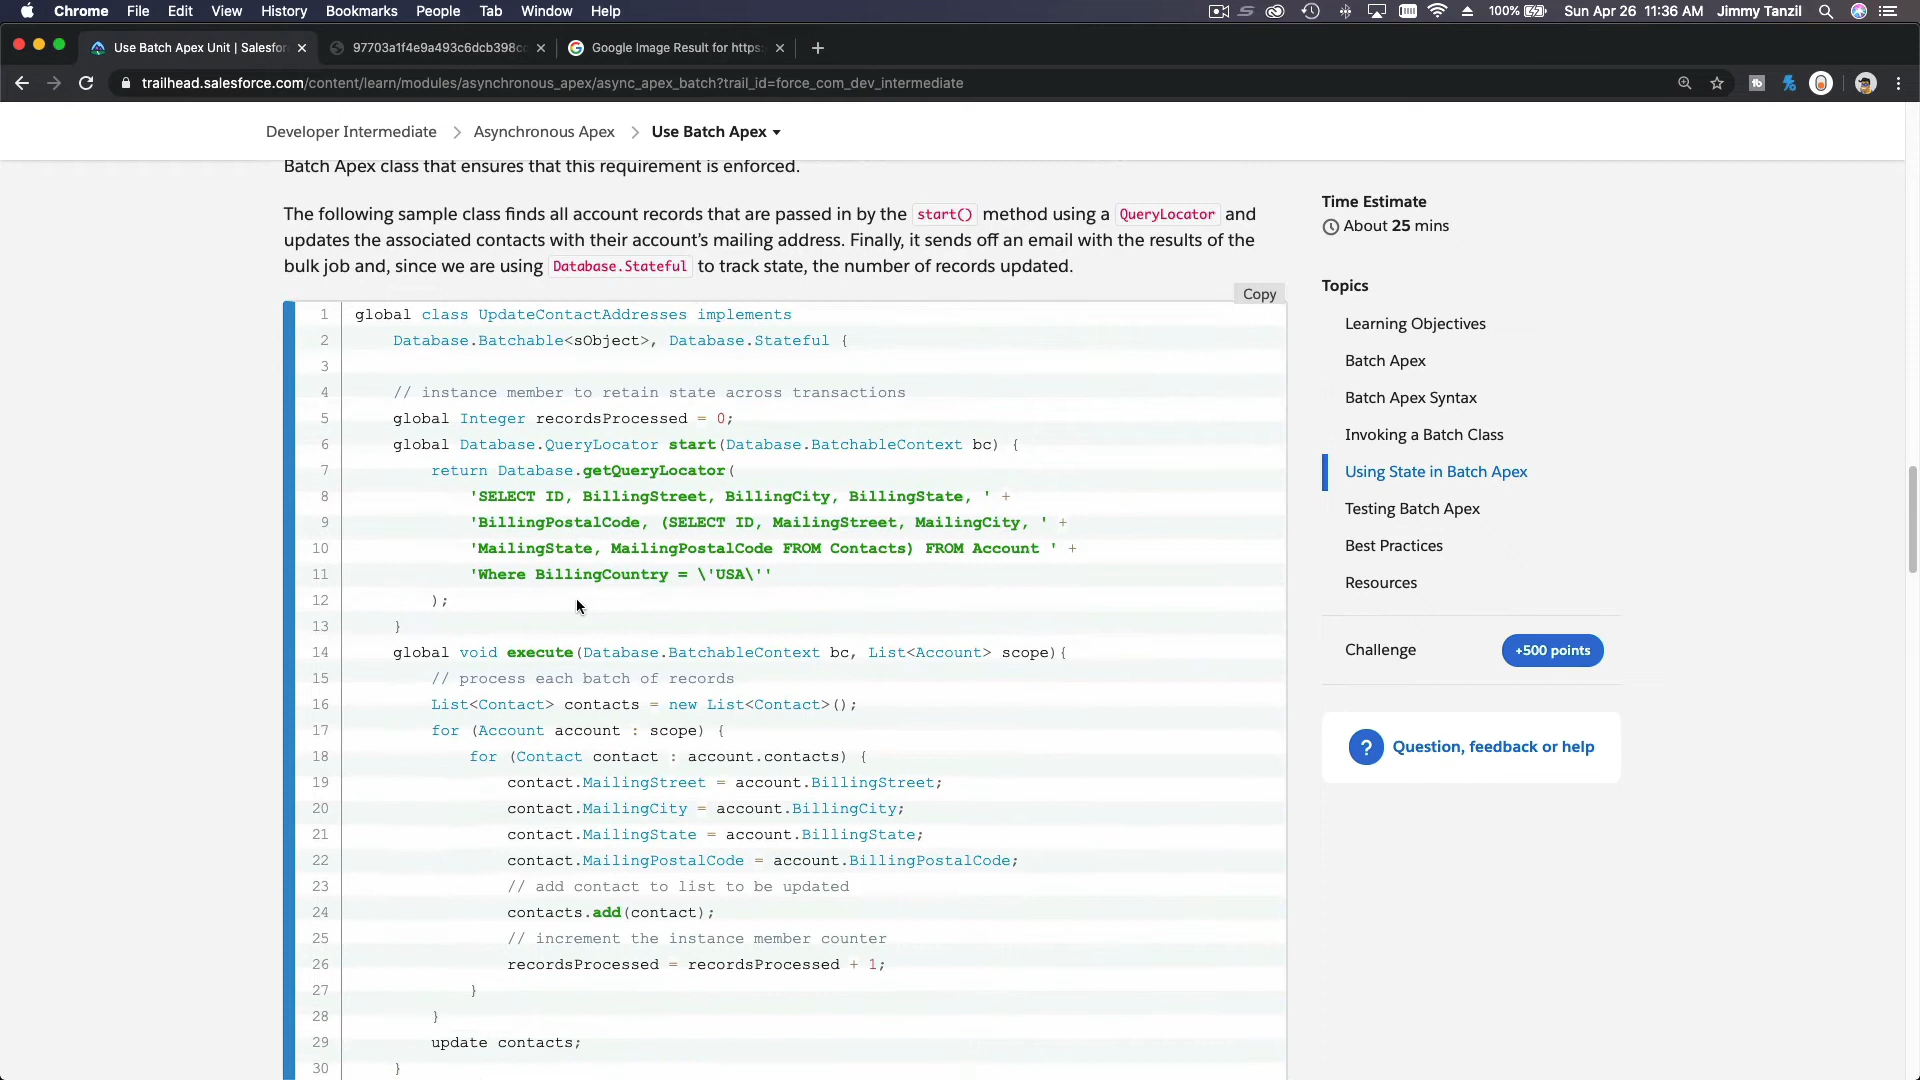 Chrome File Edit View History Bookmarks People Tab Window Help 100% Sun Apr 26 11:36 AM Jimmy Tanzil
Use Batch Apex Unit | Salesfor 97703a1f4e9a493c6dcb398c Google Image Result for https:
trailhead.salesforce.com/content/learn/modules/asynchronous_apex/async_apex_batch?trail_id=force_com_dev_intermediate
Developer Intermediate > Asynchronous Apex > Use Batch Apex
Batch Apex class that ensures that this requirement is enforced.
The following sample class finds all account records that are passed in by the start() method using a QueryLocator and
updates the associated contacts with their account’s mailing address. Finally, it sends off an email with the results of the
bulk job and, since we are using Database.Stateful to track state, the number of records updated.
Copy
1 global class UpdateContactAddresses implements
2 Database.Batchable<sObject>, Database.Stateful {
3
4 // instance member to retain state across transactions
5 global Integer recordsProcessed = 0;
6 global Database.QueryLocator start(Database.BatchableContext bc) {
7 return Database.getQueryLocator(
8 'SELECT ID, BillingStreet, BillingCity, BillingState, ' +
9 'BillingPostalCode, (SELECT ID, MailingStreet, MailingCity, ' +
10 'MailingState, MailingPostalCode FROM Contacts) FROM Account ' +
11 'Where BillingCountry = \'USA\''
12 );
13 }
14 global void execute(Database.BatchableContext bc, List<Account> scope){
15 // process each batch of records
16 List<Contact> contacts = new List<Contact>();
17 for (Account account : scope) {
18 for (Contact contact : account.contacts) {
19 contact.MailingStreet = account.BillingStreet;
20 contact.MailingCity = account.BillingCity;
21 contact.MailingState = account.BillingState;
22 contact.MailingPostalCode = account.BillingPostalCode;
23 // add contact to list to be updated
24 contacts.add(contact);
25 // increment the instance member counter
26 recordsProcessed = recordsProcessed + 1;
27 }
28 }
29 update contacts;
30 }
Time Estimate
About 25 mins
Topics
Learning Objectives
Batch Apex
Batch Apex Syntax
Invoking a Batch Class
Using State in Batch Apex
Testing Batch Apex
Best Practices
Resources
Challenge +500 points
? Question, feedback or help